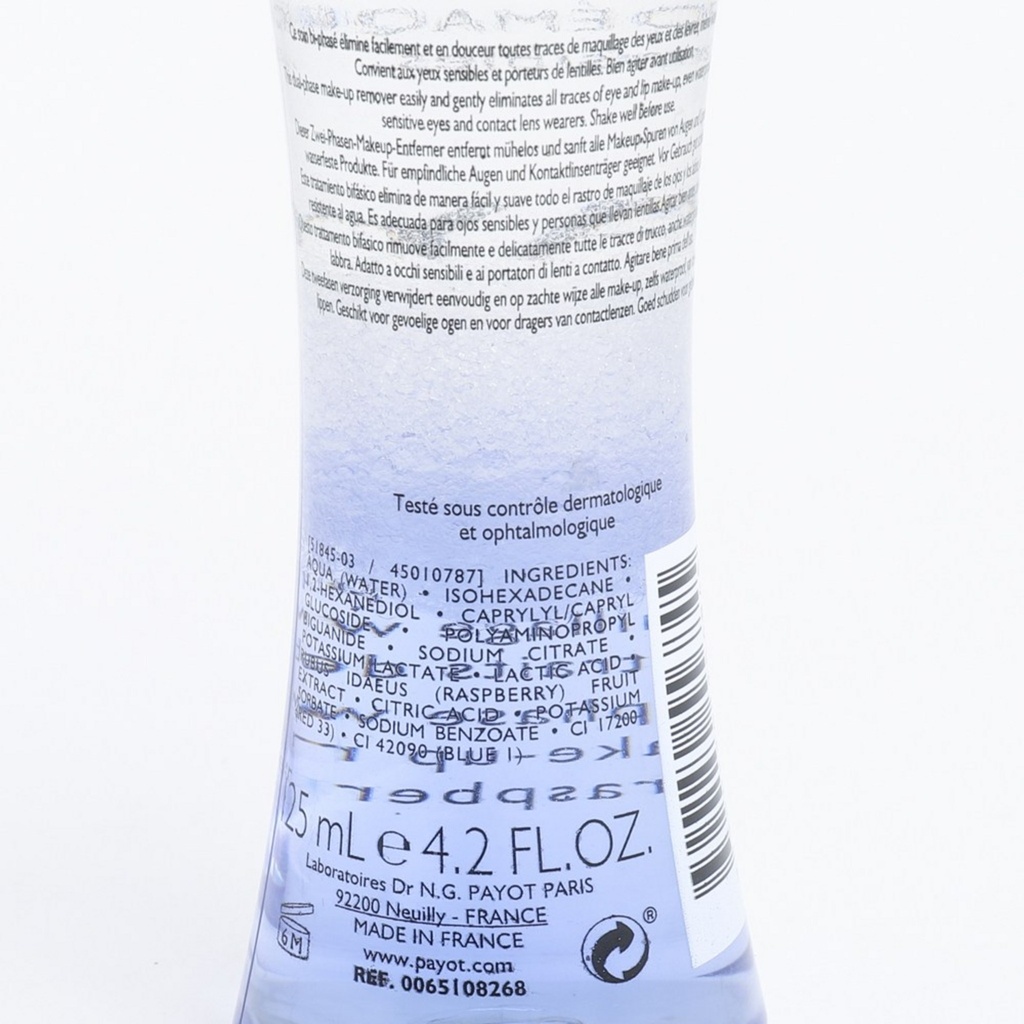 Ce soin bi-phasé élimine facilement et en douceur toutes traces de maquillage des yeux et des lèvres,
Convient aux yeux sensibles et porteurs de lentilles. Bien agiter avant utilisation.
This dual-phase make-up remover easily and gently eliminates all traces of eye and lip make-up, even
sensitive eyes and contact lens wearers. Shake well before use.
Dieser Zwei-Phasen-Makeup-Entferner entfernt mühelos und sanft alle Makeup-Spuren von Augen und
wasserfeste Produkte. Für empfindliche Augen und Kontaktlinsenträger geeignet. Vor Gebrauch
Este tratamiento bifásico elimina de manera fácil y suave todo el rastro de maquillaje de los ojos y los
resistente al agua. Es adecuada para ojos sensibles y personas que llevan lentillas. Agitar bien
Questo trattamento bifasico rimuove facilmente e delicatamente tutte le tracce di trucco, anche
labbra. Adatto a occhi sensibili e ai portatori di lenti a contatto. Agitare bene prima dell'
Deze tweefasen verzorging verwijdert eenvoudig en op zachte wijze alle make-up, zelfs waterproof,
lippen. Geschikt voor gevoelige ogen en voor dragers van contactlenzen. Goed schudden
Testé sous contrôle dermatologique
et ophtalmologique
[51845-03 / 45010787] INGREDIENTS:
AQUA (WATER) • ISOHEXADECANE •
1,2-HEXANEDIOL • CAPRYLYL/CAPRYL
GLUCOSIDE • POLYAMINOPROPYL
BIGUANIDE • SODIUM CITRATE •
POTASSIUM LACTATE • LACTIC ACID •
RUBUS IDAEUS (RASPBERRY) FRUIT
EXTRACT • CITRIC ACID • POTASSIUM
SORBATE • SODIUM BENZOATE • CI 17200
(RED 33) • CI 42090 (BLUE 1)
125 mL e 4.2 FL.OZ.
Laboratoires Dr N.G. PAYOT PARIS
92200 Neuilly - FRANCE
MADE IN FRANCE
www.payot.com
REF. 0065108268
6M
®